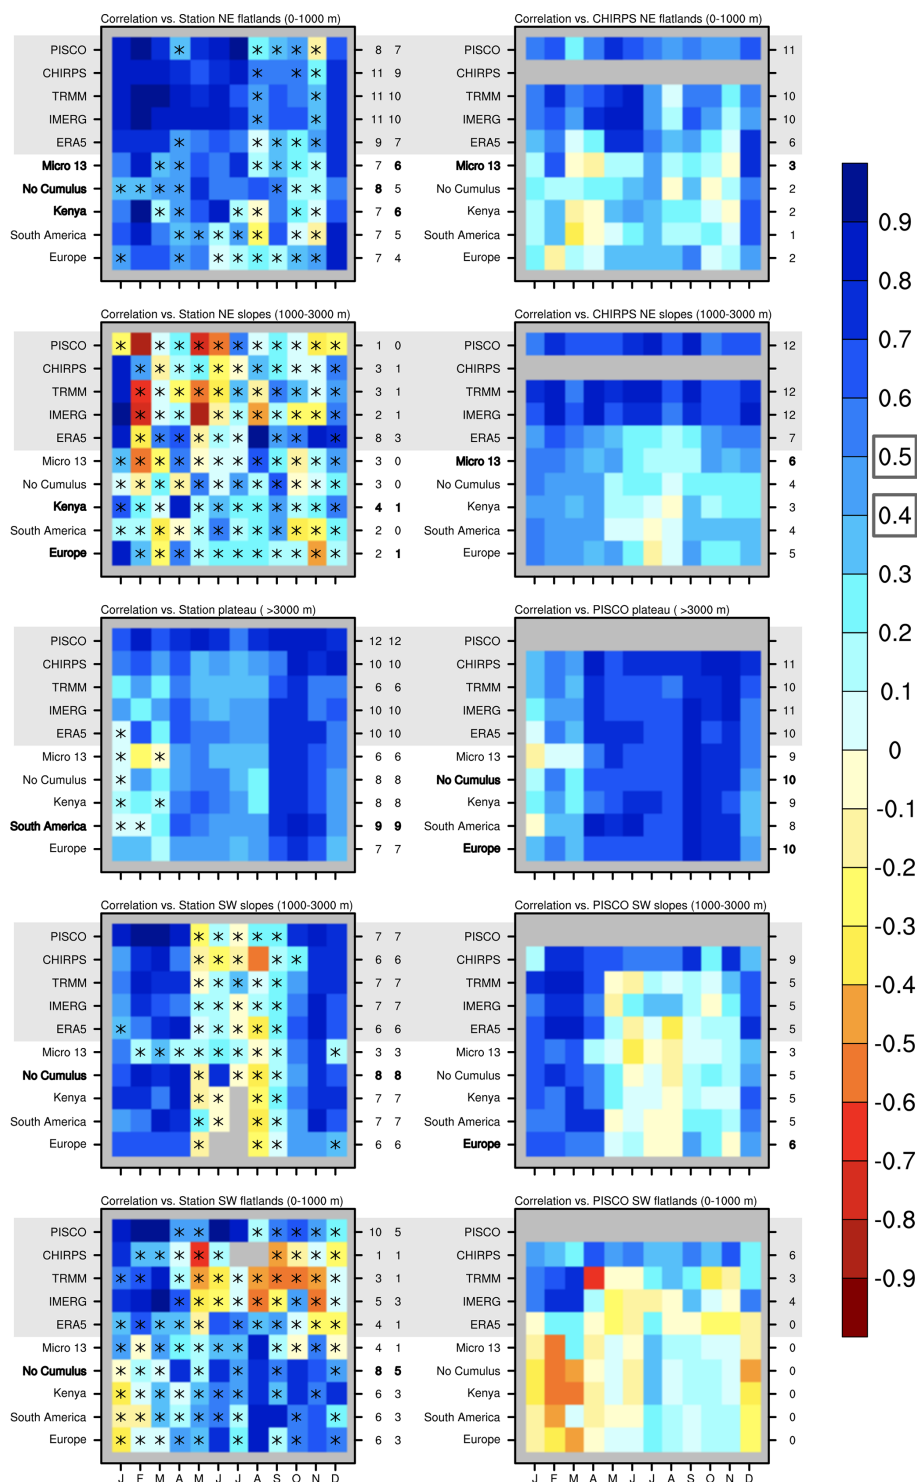 Correlation vs. Station NE flatlands (0-1000 m)
PISCO 8 7
CHIRPS 11 9
TRMM 11 10
IMERG 11 10
ERA5 9 7
Micro 13 7 6
No Cumulus 8 5
Kenya 7 6
South America 7 5
Europe 7 4
Correlation vs. CHIRPS NE flatlands (0-1000 m)
PISCO 11
CHIRPS
TRMM 10
IMERG 10
ERA5 6
Micro 13 3
No Cumulus 2
Kenya 2
South America 1
Europe 2
Correlation vs. Station NE slopes (1000-3000 m)
PISCO 1 0
CHIRPS 3 1
TRMM 3 1
IMERG 2 1
ERA5 8 3
Micro 13 3 0
No Cumulus 3 0
Kenya 4 1
South America 2 0
Europe 2 1
Correlation vs. CHIRPS NE slopes (1000-3000 m)
PISCO 12
CHIRPS
TRMM 12
IMERG 12
ERA5 7
Micro 13 6
No Cumulus 4
Kenya 3
South America 4
Europe 5
Correlation vs. Station plateau ( >3000 m)
PISCO 12 12
CHIRPS 10 10
TRMM 6 6
IMERG 10 10
ERA5 10 10
Micro 13 6 6
No Cumulus 8 8
Kenya 8 8
South America 9 9
Europe 7 7
Correlation vs. PISCO plateau ( >3000 m)
PISCO
CHIRPS 11
TRMM 10
IMERG 11
ERA5 10
Micro 13 9
No Cumulus 10
Kenya 9
South America 8
Europe 10
Correlation vs. Station SW slopes (1000-3000 m)
PISCO 7 7
CHIRPS 6 6
TRMM 7 7
IMERG 7 7
ERA5 6 6
Micro 13 3 3
No Cumulus 8 8
Kenya 7 7
South America 7 7
Europe 6 6
Correlation vs. PISCO SW slopes (1000-3000 m)
PISCO
CHIRPS 9
TRMM 5
IMERG 5
ERA5 5
Micro 13 3
No Cumulus 5
Kenya 5
South America 5
Europe 6
Correlation vs. Station SW flatlands (0-1000 m)
PISCO 10 5
CHIRPS 1 1
TRMM 3 1
IMERG 5 3
ERA5 4 1
Micro 13 4 1
No Cumulus 8 5
Kenya 6 3
South America 6 3
Europe 6 3
J F M A M J J A S O N D
Correlation vs. PISCO SW flatlands (0-1000 m)
PISCO
CHIRPS 6
TRMM 3
IMERG 4
ERA5 0
Micro 13 0
No Cumulus 0
Kenya 0
South America 0
Europe 0
J F M A M J J A S O N D
0.9
0.8
0.7
0.6
0.5
0.4
0.3
0.2
0.1
0
-0.1
-0.2
-0.3
-0.4
-0.5
-0.6
-0.7
-0.8
-0.9